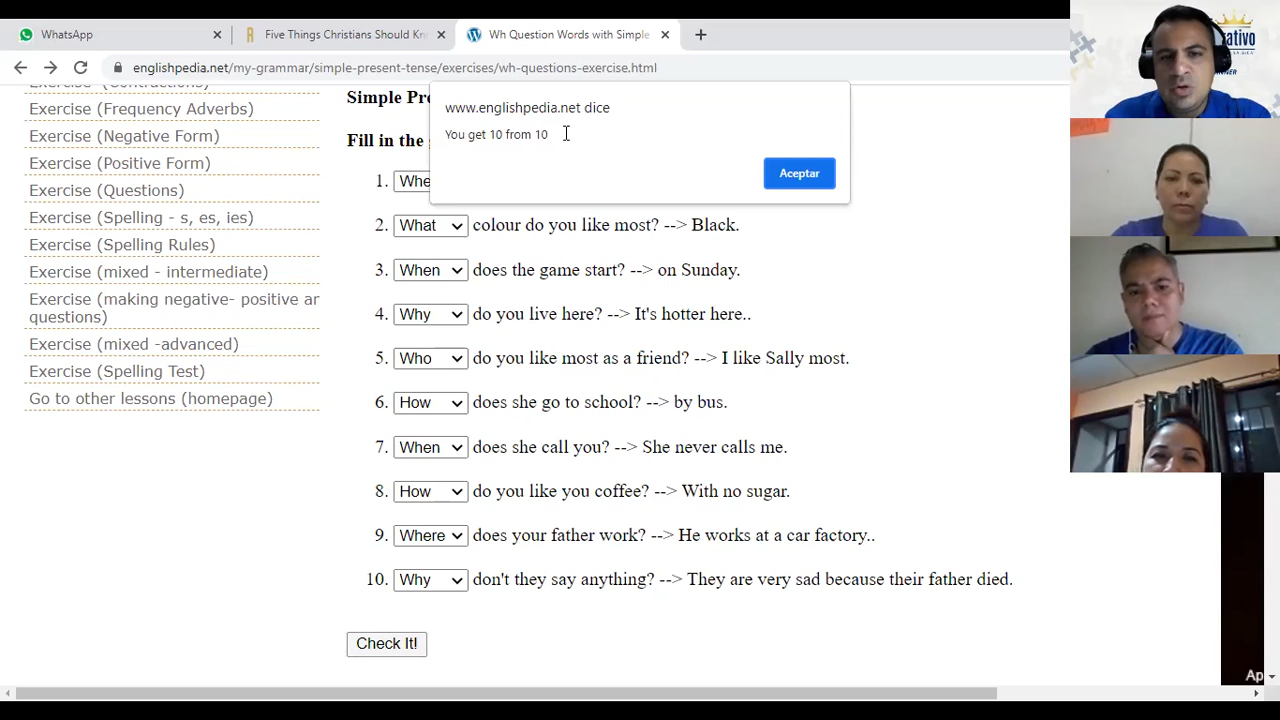 WhatsApp
Five Things Christians Should Kn
Wh Question Words with Simple
englishpedia.net/my-grammar/simple-present-tense/exercises/wh-questions-exercise.html
Exercise (Contractions)
Exercise (Frequency Adverbs)
Exercise (Negative Form)
Exercise (Positive Form)
Exercise (Questions)
Exercise (Spelling - s, es, ies)
Exercise (Spelling Rules)
Exercise (mixed - intermediate)
Exercise (making negative- positive ar
questions)
Exercise (mixed -advanced)
Exercise (Spelling Test)
Go to other lessons (homepage)
www.englishpedia.net dice
You get 10 from 10
Aceptar
Simple Pre
Fill in the
1. Whe
2. What colour do you like most? --> Black.
3. When does the game start? --> on Sunday.
4. Why do you live here? --> It's hotter here..
5. Who do you like most as a friend? --> I like Sally most.
6. How does she go to school? --> by bus.
7. When does she call you? --> She never calls me.
8. How do you like you coffee? --> With no sugar.
9. Where does your father work? --> He works at a car factory..
10. Why don't they say anything? --> They are very sad because their father died.
Check It!
rativo
Ap